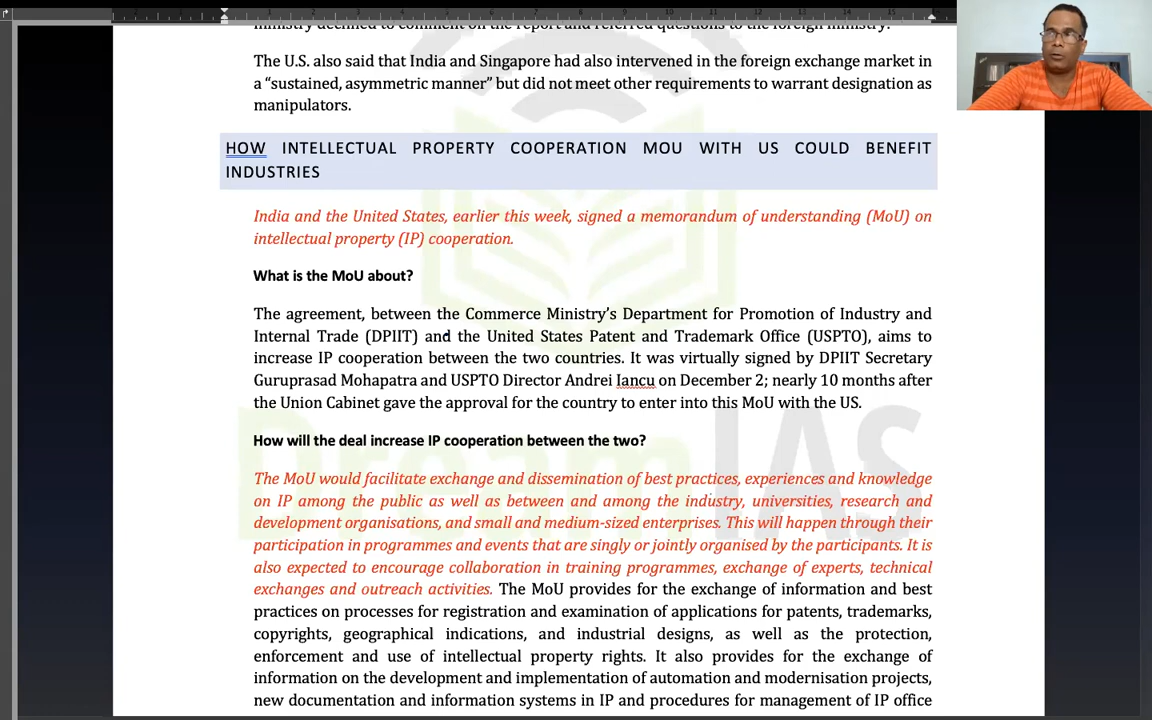 ministry declined to comment on the report and referred questions to the foreign ministry.
The U.S. also said that India and Singapore had also intervened in the foreign exchange market in
a “sustained, asymmetric manner” but did not meet other requirements to warrant designation as
manipulators.
HOW INTELLECTUAL PROPERTY COOPERATION MOU WITH US COULD BENEFIT
INDUSTRIES
India and the United States, earlier this week, signed a memorandum of understanding (MoU) on
intellectual property (IP) cooperation.
What is the MoU about?
The agreement, between the Commerce Ministry’s Department for Promotion of Industry and
Internal Trade (DPIIT) and the United States Patent and Trademark Office (USPTO), aims to
increase IP cooperation between the two countries. It was virtually signed by DPIIT Secretary
Guruprasad Mohapatra and USPTO Director Andrei Iancu on December 2; nearly 10 months after
the Union Cabinet gave the approval for the country to enter into this MoU with the US.
How will the deal increase IP cooperation between the two?
The MoU would facilitate exchange and dissemination of best practices, experiences and knowledge
on IP among the public as well as between and among the industry, universities, research and
development organisations, and small and medium-sized enterprises. This will happen through their
participation in programmes and events that are singly or jointly organised by the participants. It is
also expected to encourage collaboration in training programmes, exchange of experts, technical
exchanges and outreach activities. The MoU provides for the exchange of information and best
practices on processes for registration and examination of applications for patents, trademarks,
copyrights, geographical indications, and industrial designs, as well as the protection,
enforcement and use of intellectual property rights. It also provides for the exchange of
information on the development and implementation of automation and modernisation projects,
new documentation and information systems in IP and procedures for management of IP office
DreamIAS